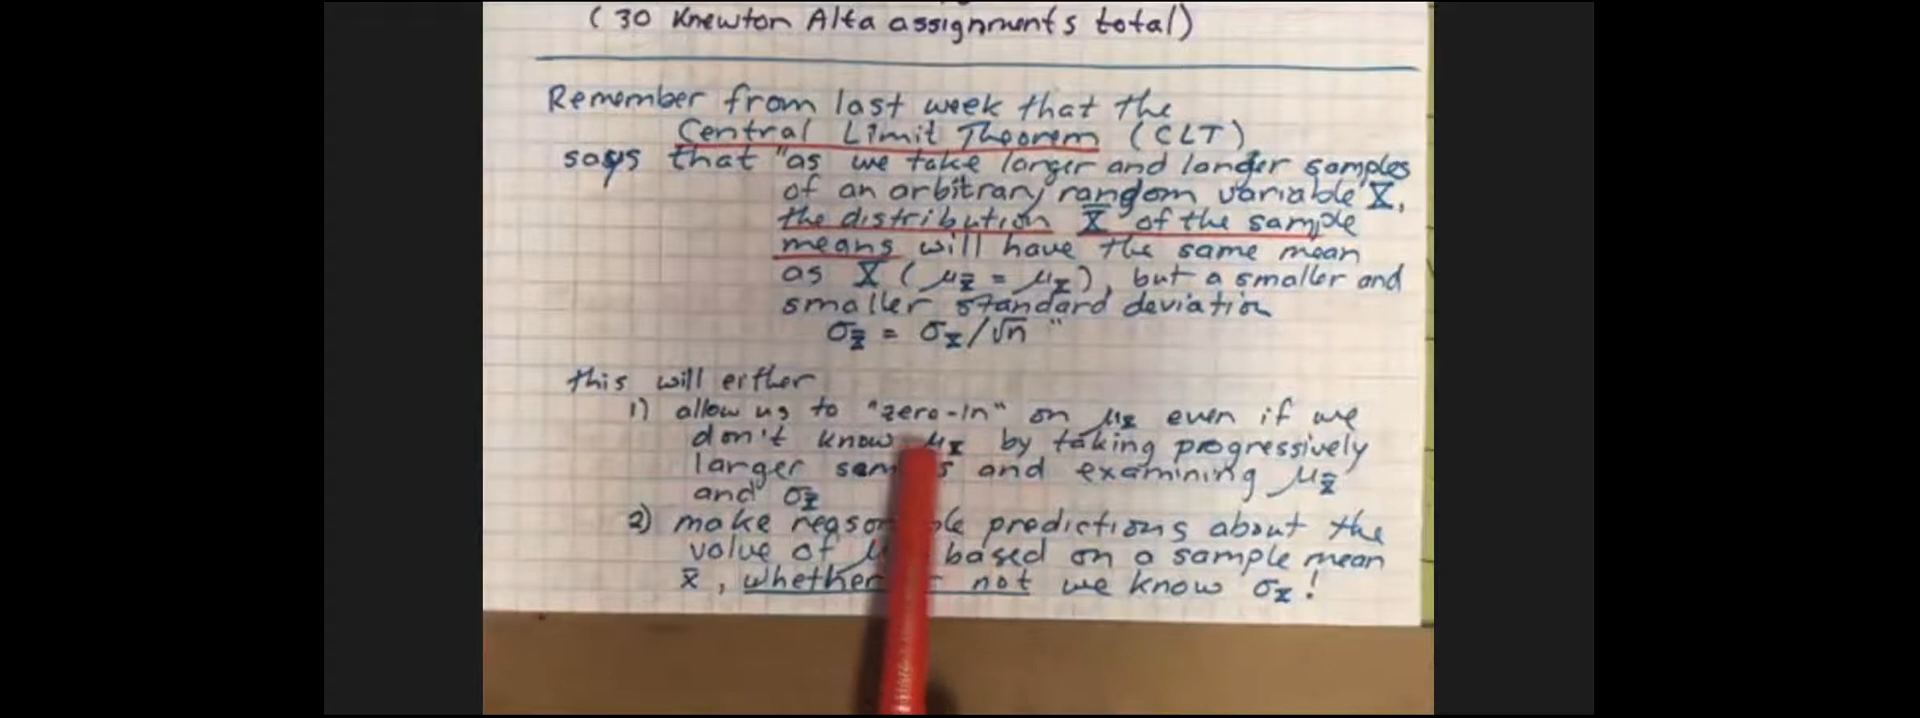 (30 Knewton Alta assignments total)
Remember from last week that the
Central Limit Theorem (CLT)
says that "as we take larger and larger samples
of an arbitrary random variable X,
the distribution X̄ of the sample
means will have the same mean
as X (μx̄ = μx), but a smaller and
smaller standard deviation
σx̄ = σx/√n "
this will either
1) allow us to "zero-in" on μx even if we
don't know μx by taking progressively
larger and examining μx̄
and σx̄
2) make predictions about the
value of based on a sample mean
x̄, whether not we know σx!